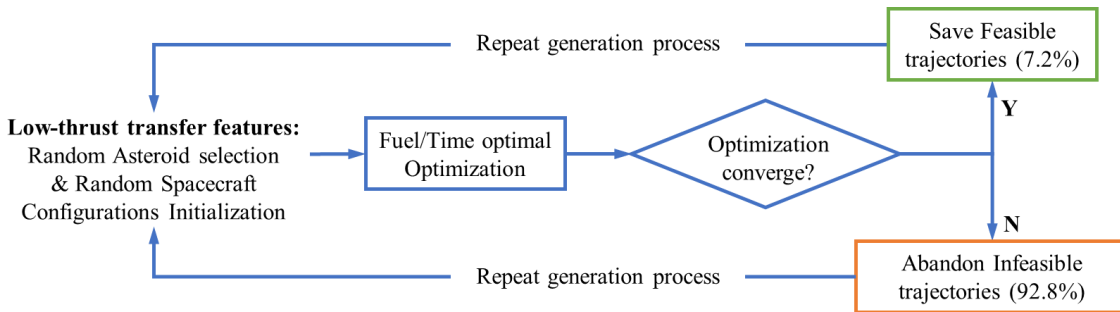 Repeat generation process
Save Feasible
trajectories (7.2%)
Low-thrust transfer features:
Random Asteroid selection
& Random Spacecraft
Configurations Initialization
Fuel/Time optimal
Optimization
Optimization
converge?
Y
N
Repeat generation process
Abandon Infeasible
trajectories (92.8%)